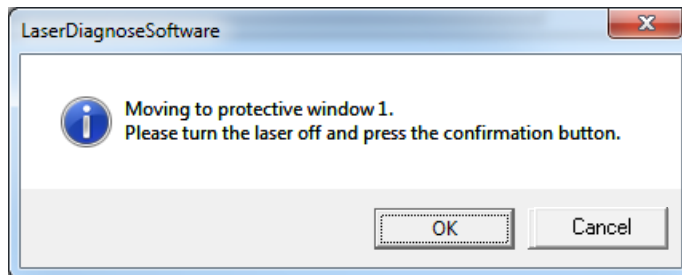 LaserDiagnoseSoftware
Moving to protective window 1.
Please turn the laser off and press the confirmation button.
OK
Cancel